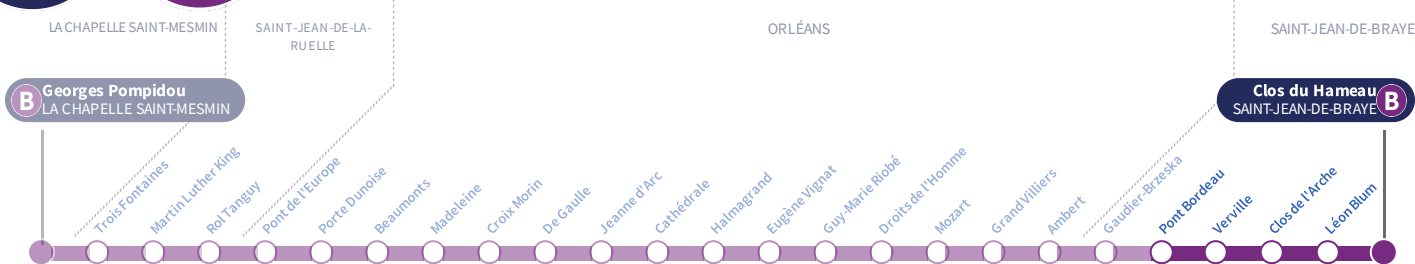 LA CHAPELLE SAINT-MESMIN
SAINT-JEAN-DE-LA-
RUELLE
ORLÉANS
SAINT-JEAN-DE-BRAYE
B
Georges Pompidou
LA CHAPELLE SAINT-MESMIN
Clos du Hameau
SAINT-JEAN-DE-BRAYE
B
Trois Fontaines
Martin Luther King
Rol Tanguy
Pont de l'Europe
Porte Dunoise
Beaumonts
Madeleine
Croix Morin
De Gaulle
Jeanne d'Arc
Cathédrale
Halmagrand
Eugène Vignat
Guy-Marie Riobé
Droits de l'Homme
Mozart
Grand Villiers
Ambert
Gaudier-Brzeska
Pont Bordeau
Verville
Clos de l'Arche
Léon Blum